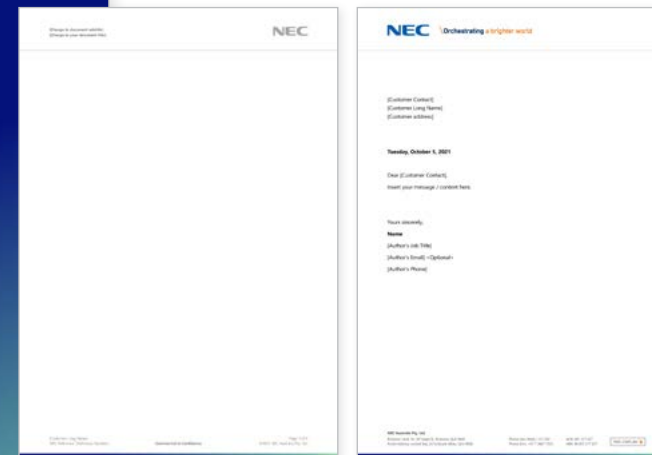 [Change to document subtitle]
[Change to your document title]
NEC
Commercial in Confidence
NEC \Orchestrating a brighter world
[Customer Contact]
[Customer Long Name]
[Customer address]
Tuesday, October 5, 2021
Dear [Customer Contact],
Insert your message / content here.
Yours sincerely,
Name
[Author's Job Title]
[Author's Email] <Optional>
[Author's Phone]
NEC Australia Pty. Ltd